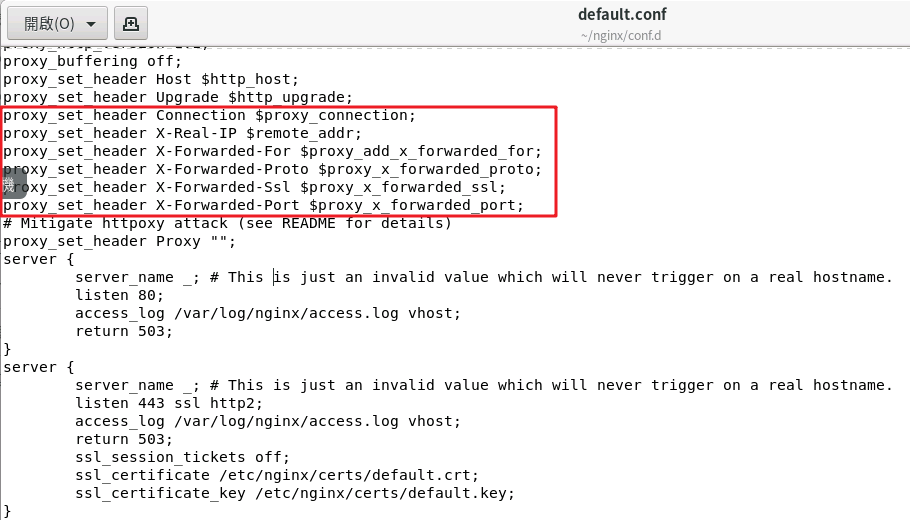 開啟(O)
default.conf
~/nginx/conf.d
proxy_http_version 1.1;
proxy_buffering off;
proxy_set_header Host $http_host;
proxy_set_header Upgrade $http_upgrade;
proxy_set_header Connection $proxy_connection;
proxy_set_header X-Real-IP $remote_addr;
proxy_set_header X-Forwarded-For $proxy_add_x_forwarded_for;
proxy_set_header X-Forwarded-Proto $proxy_x_forwarded_proto;
機
proxy_set_header X-Forwarded-Ssl $proxy_x_forwarded_ssl;
proxy_set_header X-Forwarded-Port $proxy_x_forwarded_port;
# Mitigate httpoxy attack (see README for details)
proxy_set_header Proxy "";
server {
        server_name _; # This is just an invalid value which will never trigger on a real hostname.
        listen 80;
        access_log /var/log/nginx/access.log vhost;
        return 503;
}
server {
        server_name _; # This is just an invalid value which will never trigger on a real hostname.
        listen 443 ssl http2;
        access_log /var/log/nginx/access.log vhost;
        return 503;
        ssl_session_tickets off;
        ssl_certificate /etc/nginx/certs/default.crt;
        ssl_certificate_key /etc/nginx/certs/default.key;
}